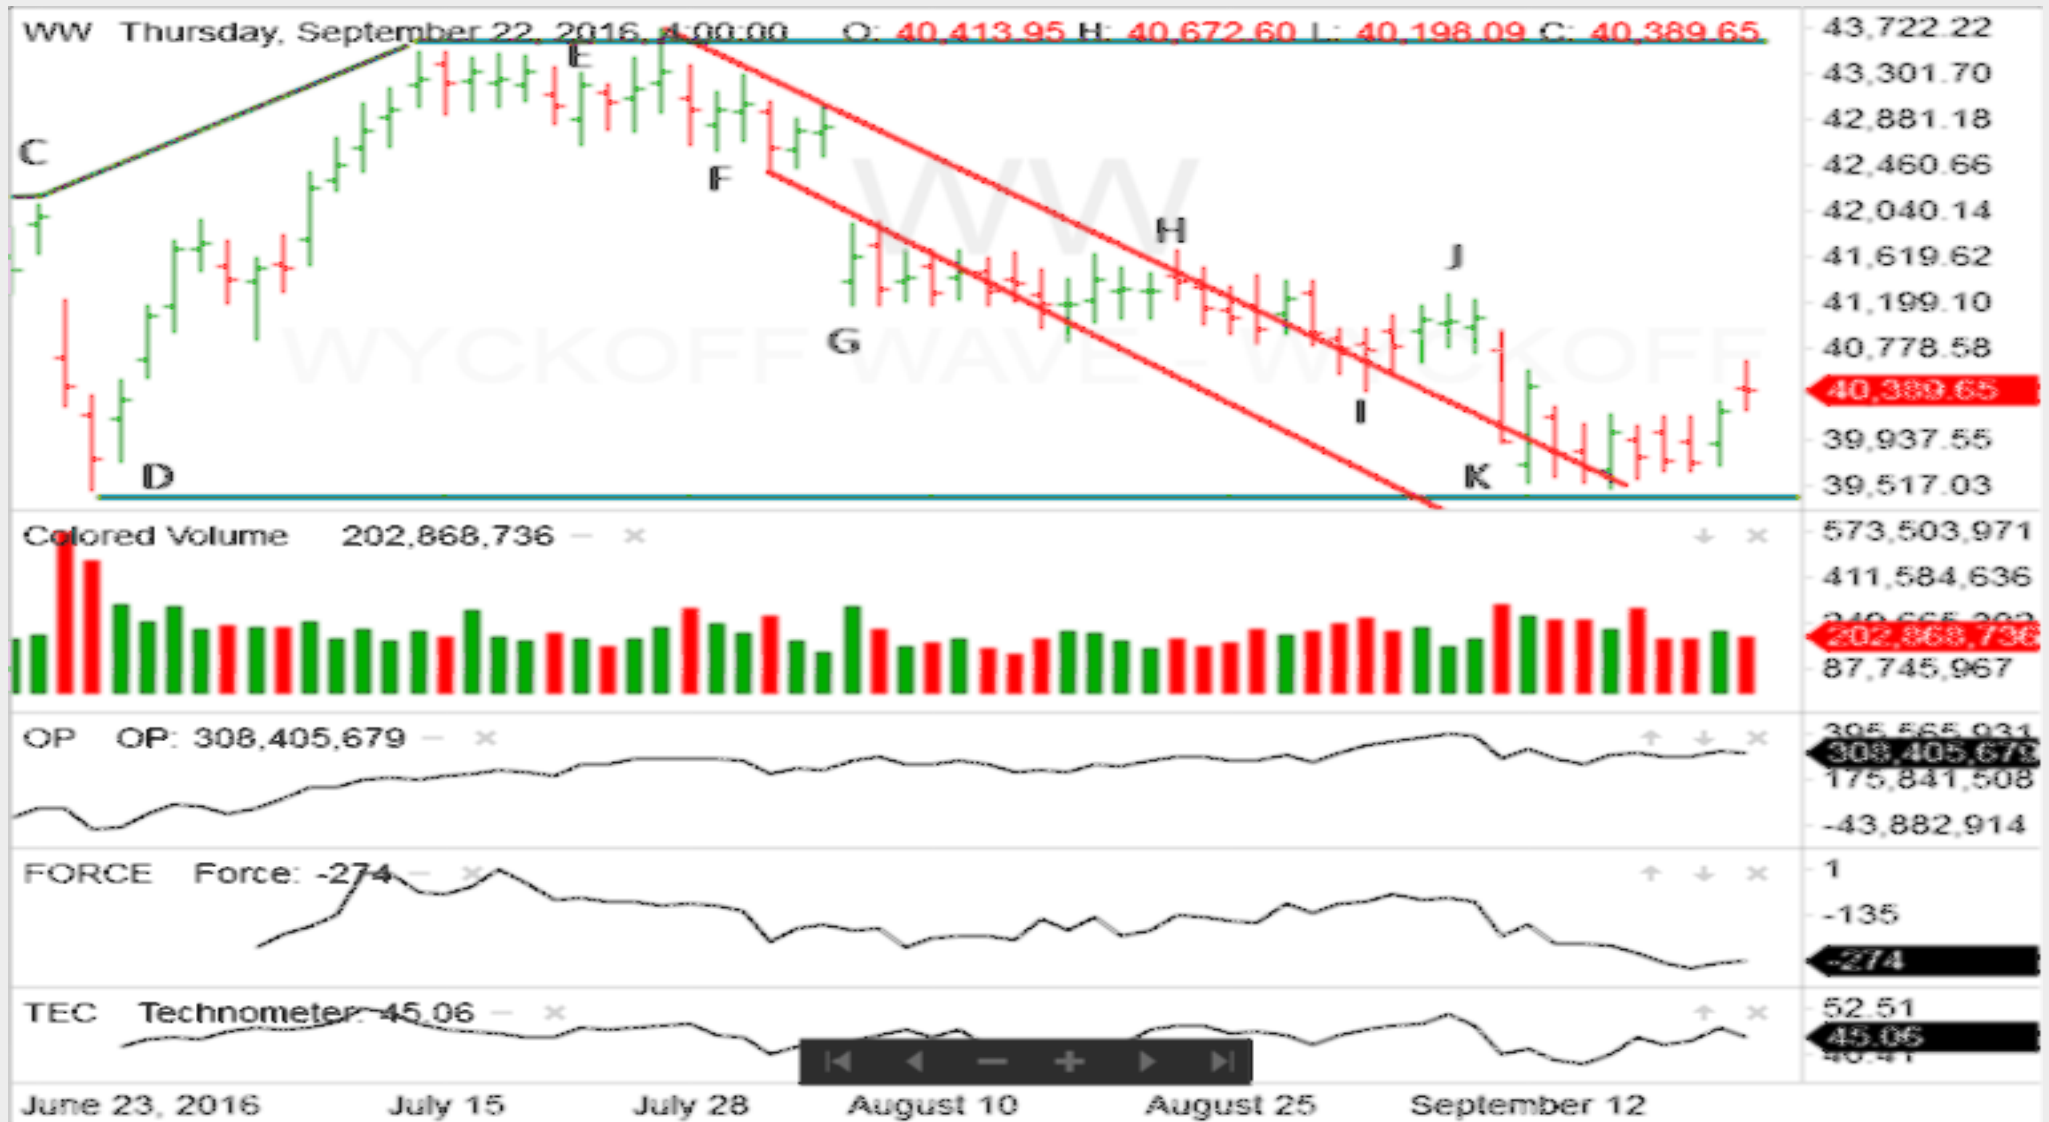 WW Thursday, September 22, 2016, 4:00:00 O: 40,413.95 H: 40,672.60 L: 40,198.09 C: 40,389.65
43,722.22
43,301.70
42,881.18
42,460.66
42,040.14
41,619.62
41,199.10
40,778.58
40,389.65
39,937.55
39,517.03
C
D
E
F
G
H
I
J
K
WW
WYCKOFF WAVE - WYCKOFF
Colored Volume 202,868,736
573,503,971
411,584,636
202,868,736
87,745,967
OP OP: 308,405,679
395,565,931
308,405,679
175,841,508
-43,882,914
FORCE Force: -274
1
-135
-274
TEC Technometer: 45.06
52.51
45.06
40.41
June 23, 2016 July 15 July 28 August 10 August 25 September 12